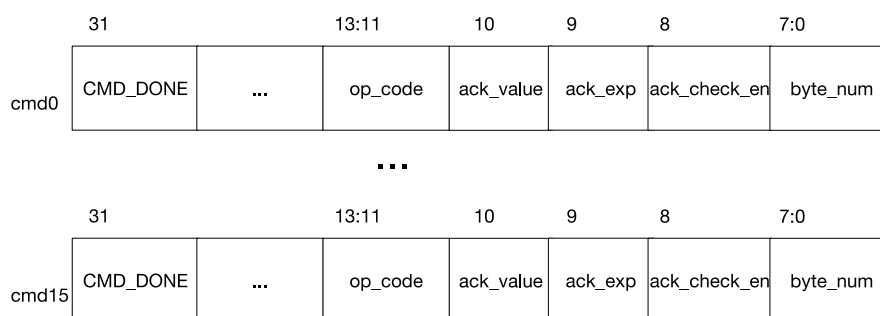 31 13:11 10 9 8 7:0
cmd0 CMD_DONE ... op_code ack_value ack_exp ack_check_en byte_num
...
31 13:11 10 9 8 7:0
cmd15 CMD_DONE ... op_code ack_value ack_exp ack_check_en byte_num